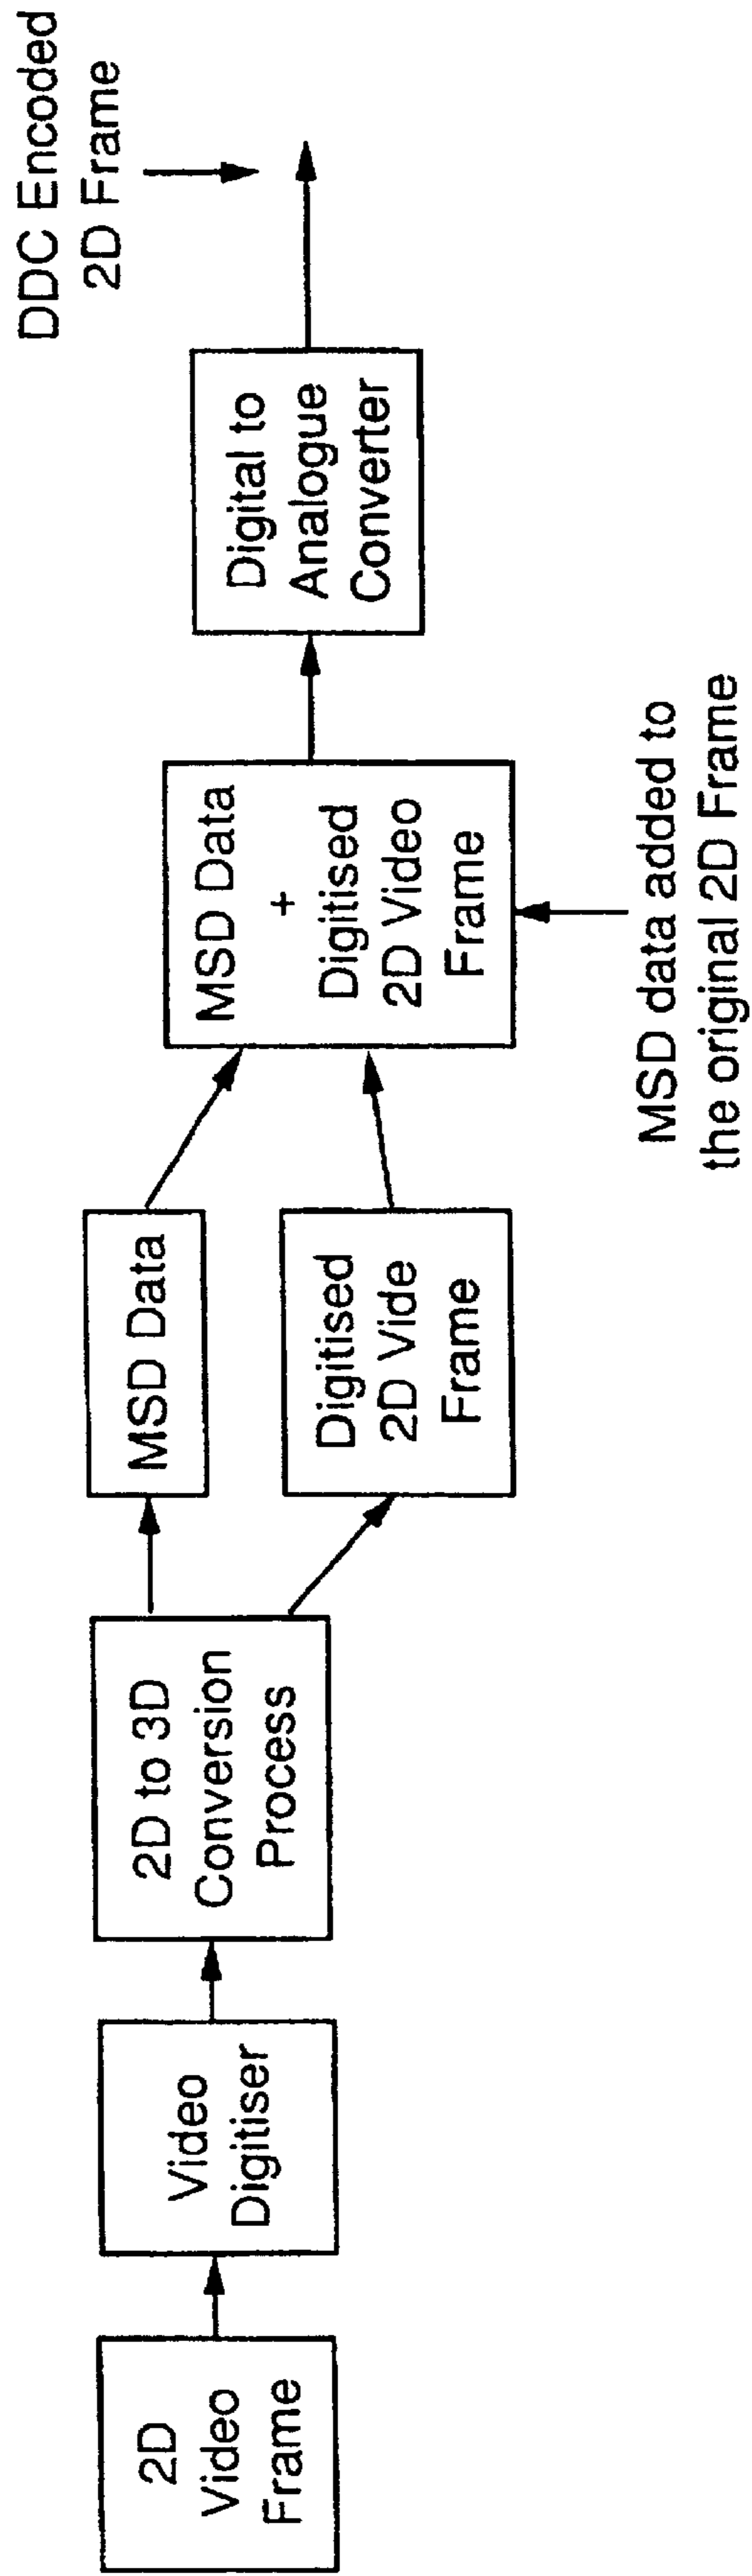 2D
Video
Frame
Video
Digitiser
2D to 3D
Conversion
Process
MSD Data
Digitised
2D Vide
Frame
MSD Data
+
Digitised
2D Video
Frame
MSD data added to
the original 2D Frame
Digital to
Analogue
Converter
DDC Encoded
2D Frame